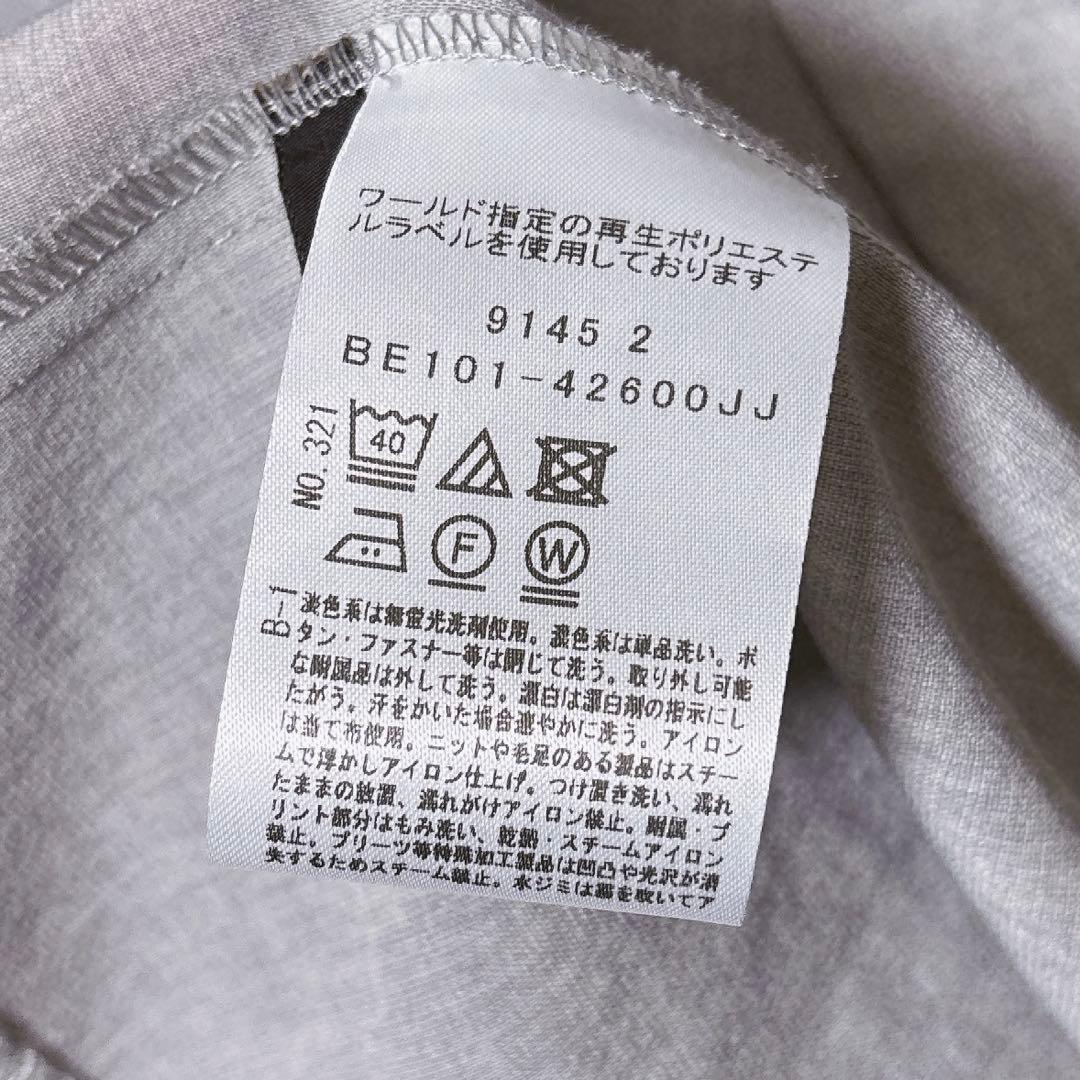 ワールド指定の再生ポリエステ
ルラベルを使用しております
9145 2
BE101-42600JJ
NO.321
40
F
W
B-1
淡色系は無蛍光洗剤使用。濃色系は単品洗い。ボ
タン・ファスナー等は閉じて洗う。取り外し可能
な附属品は外して洗う。漂白は漂白剤の指示にし
たがう。汗をかいた場合速やかに洗う。アイロン
は当て布使用。ニットや毛足のある製品はスチー
ムで浮かしアイロン仕上げ。つけ置き洗い、濡れ
たままの放置、濡れがけアイロン禁止。附属・プ
リント部分はもみ洗い、乾熱・スチームアイロン
禁止。プリーツ等特殊加工製品は凹凸や光沢が消
失するためスチーム禁止。水ジミは霧を吹いてア